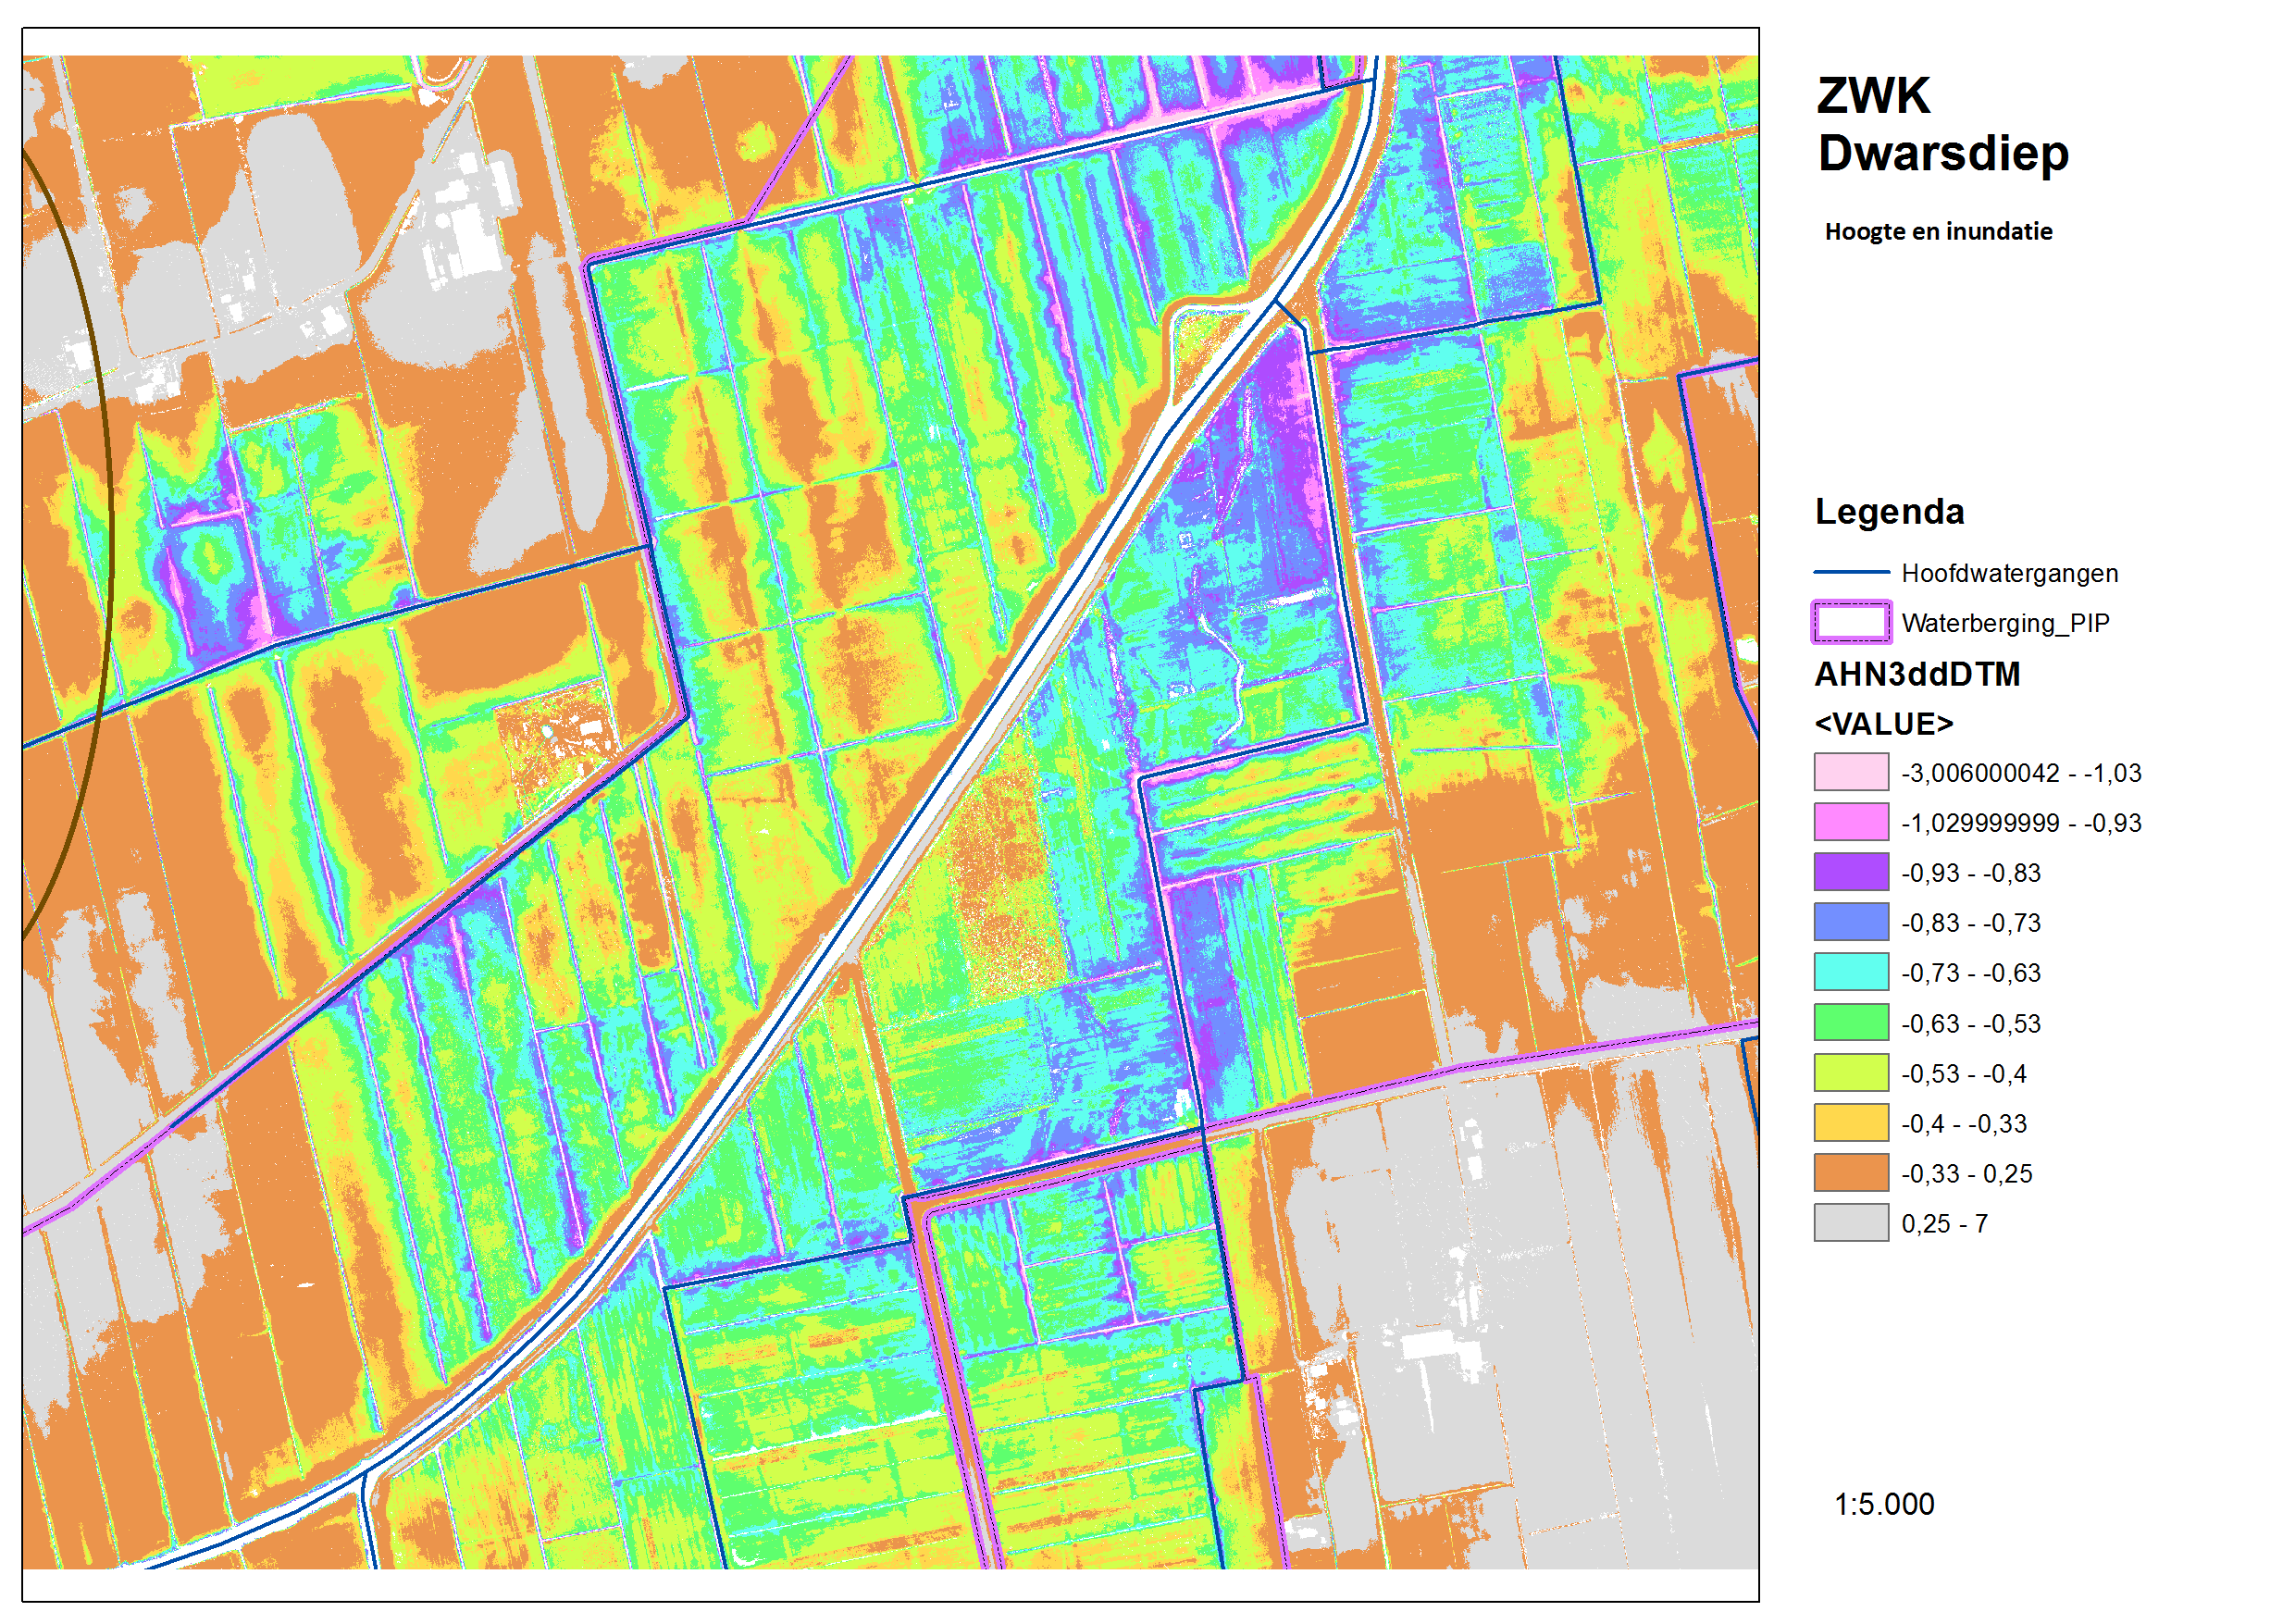 ZWK
Dwarsdiep
Hoogte en inundatie
Legenda
Hoofdwatergangen
Waterberging_PIP
AHN3ddDTM
<VALUE>
-3,006000042 - -1,03
-1,029999999 - -0,93
-0,93 - -0,83
-0,83 - -0,73
-0,73 - -0,63
-0,63 - -0,53
-0,53 - -0,4
-0,4 - -0,33
-0,33 - 0,25
0,25 - 7
1:5.000